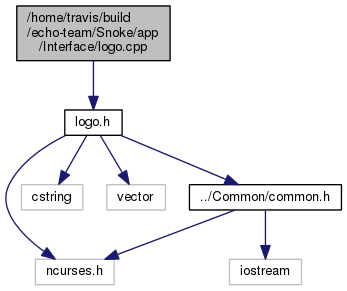 /home/travis/build
/echo-team/Snoke/app
/Interface/logo.cpp
logo.h
cstring
vector
../Common/common.h
ncurses.h
iostream